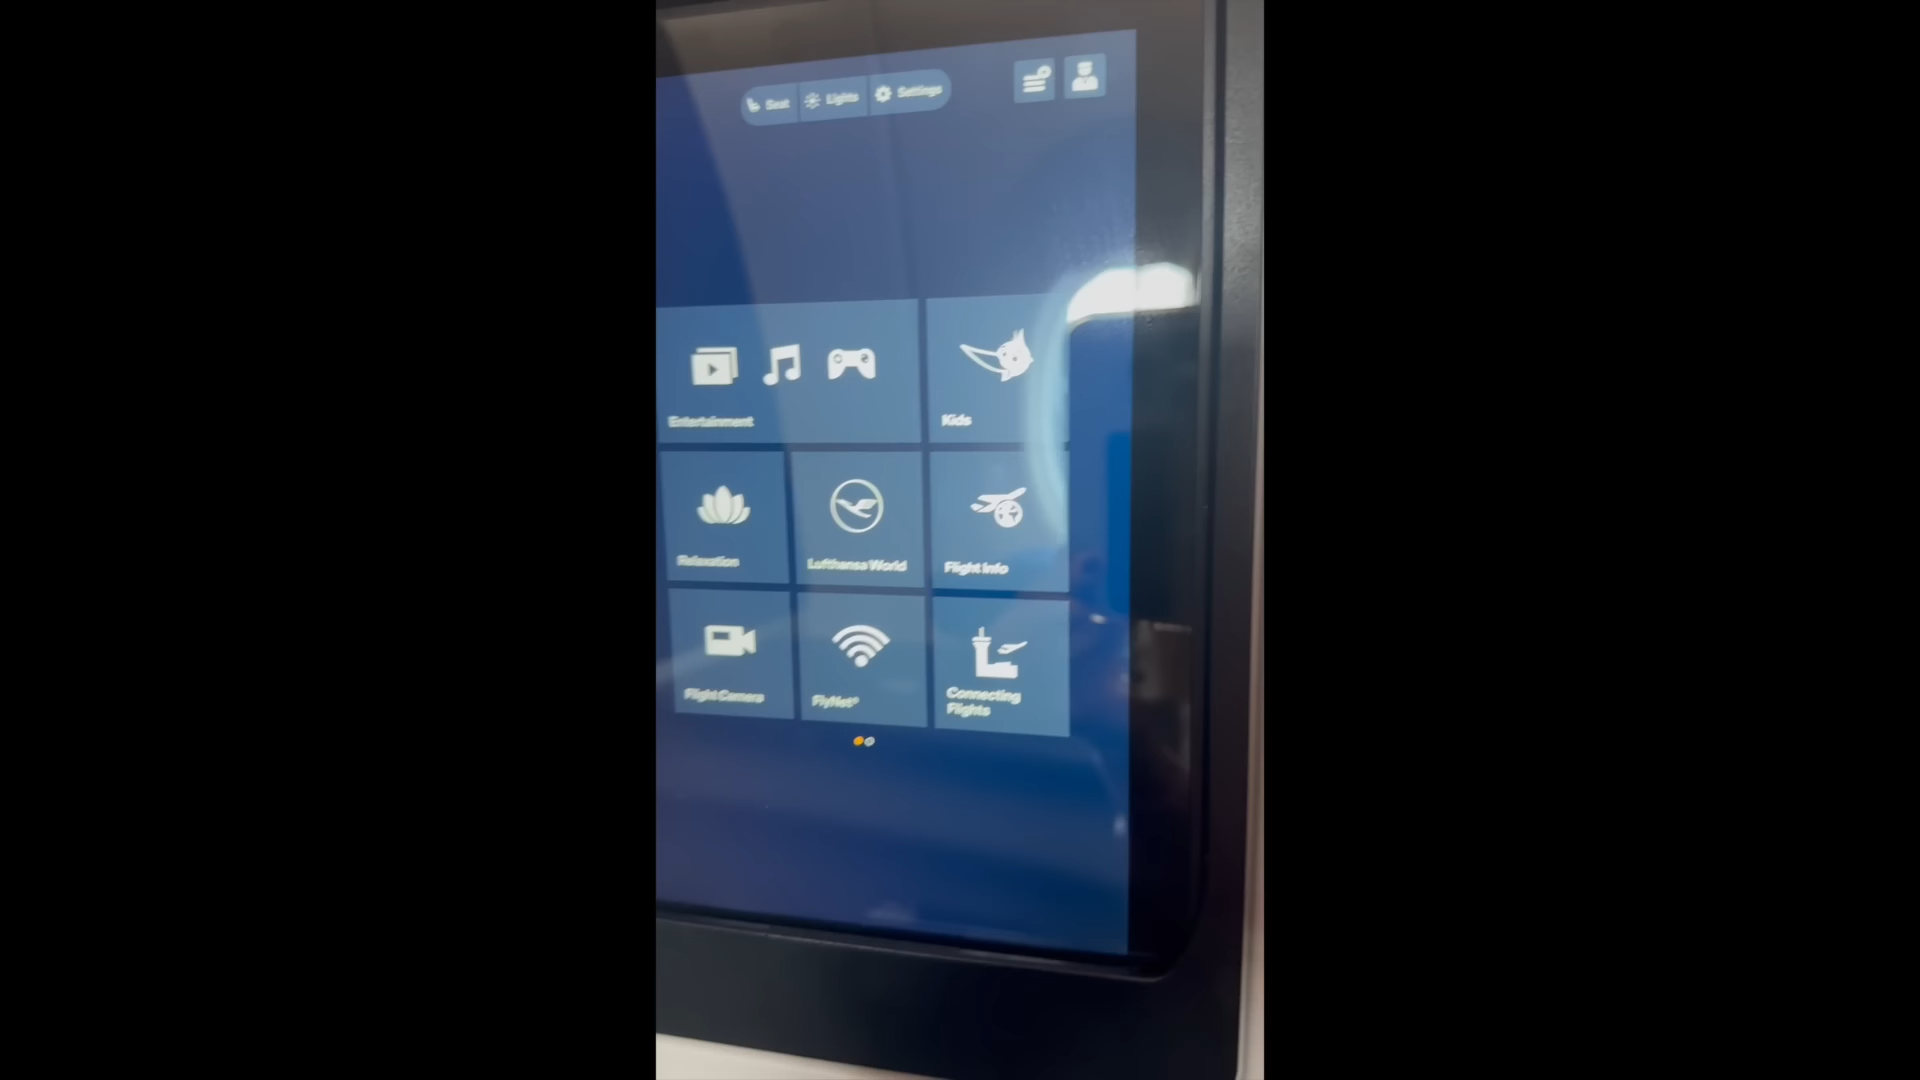 Seat Lights Settings
Entertainment
Kids
Relaxation
Lufthansa World
Flight Info
Flight Camera
FlyNet®
Connecting
Flights